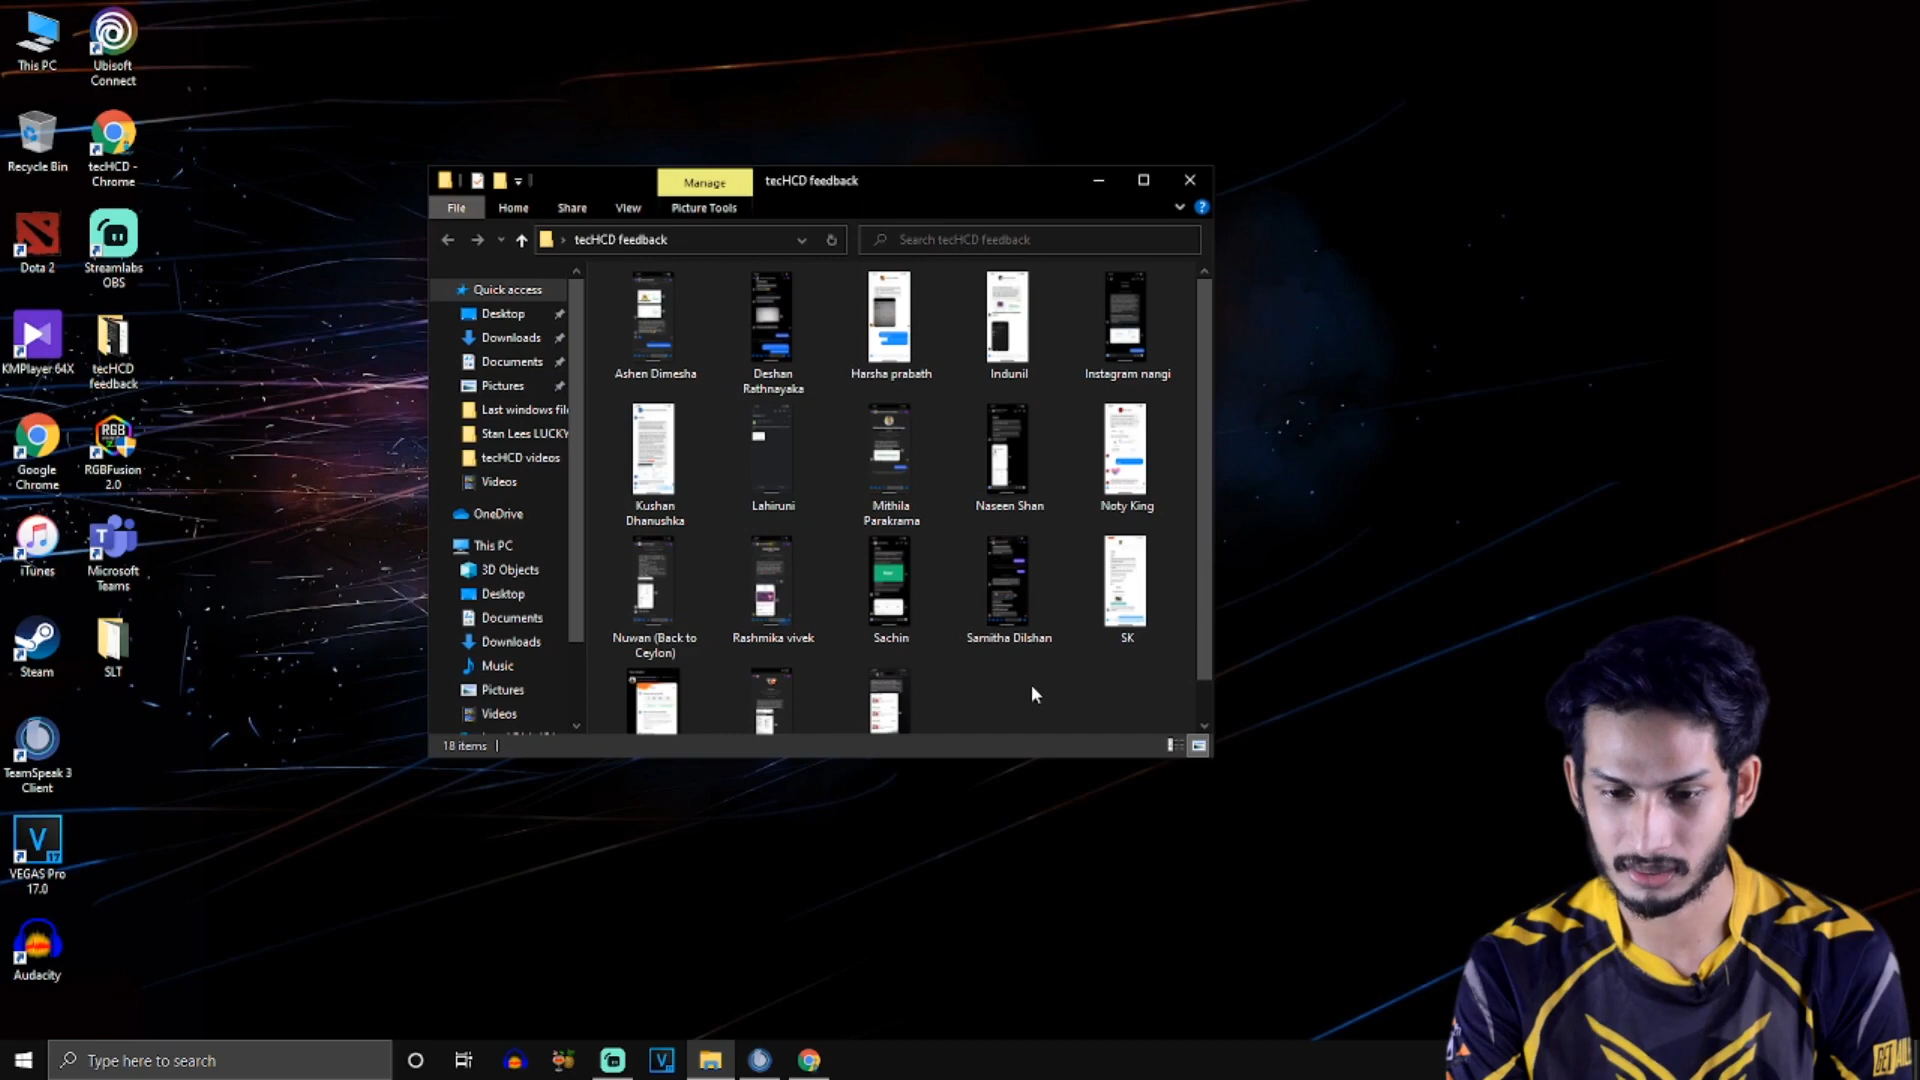 This PC
Ubisoft
Connect
Recycle Bin
tecHCD -
Chrome
Dota 2
Streamlabs
OBS
KMPlayer 64X
tecHCD
feedback
Google
Chrome
RGB
RGBFusion
2.0
iTunes
Microsoft
Teams
Steam
SLT
TeamSpeak 3
Client
VEGAS Pro
17.0
Audacity
Manage
tecHCD feedback
File
Home
Share
View
Picture Tools
tecHCD feedback
Search tecHCD feedback
Quick access
Desktop
Downloads
Documents
Pictures
Last windows fil
Stan Lees LUCKY
tecHCD videos
Videos
OneDrive
This PC
3D Objects
Desktop
Documents
Downloads
Music
Pictures
Videos
Ashen Dimesha
Deshan
Rathnayaka
Harsha prabath
Indunil
Instagram nangi
Kushan
Dhanushka
Lahiruni
Mithila
Parakrama
Naseen Shan
Noty King
Nuwan (Back to
Ceylon)
Rashmika vivek
Sachin
Samitha Dilshan
SK
18 items
Type here to search